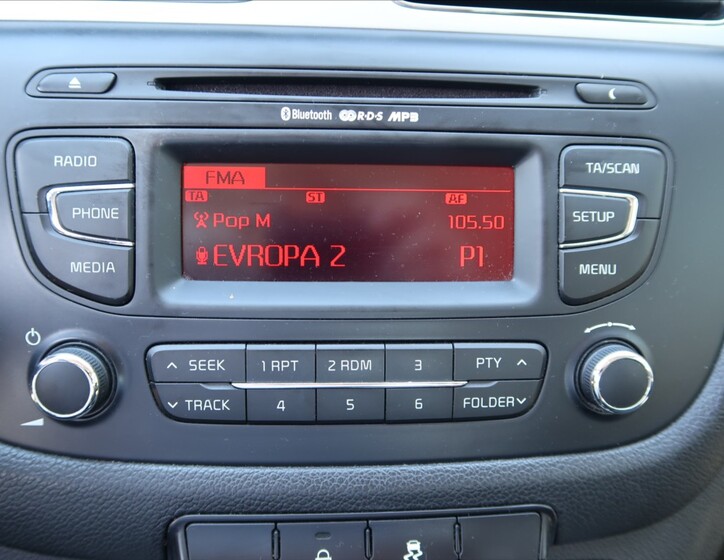 Bluetooth R·D·S MP3
RADIO
PHONE
MEDIA
FMA
TA ST AF
Pop M 105.50
EVROPA 2 P1
TA/SCAN
SETUP
MENU
SEEK 1 RPT 2 RDM 3 PTY
TRACK 4 5 6 FOLDER